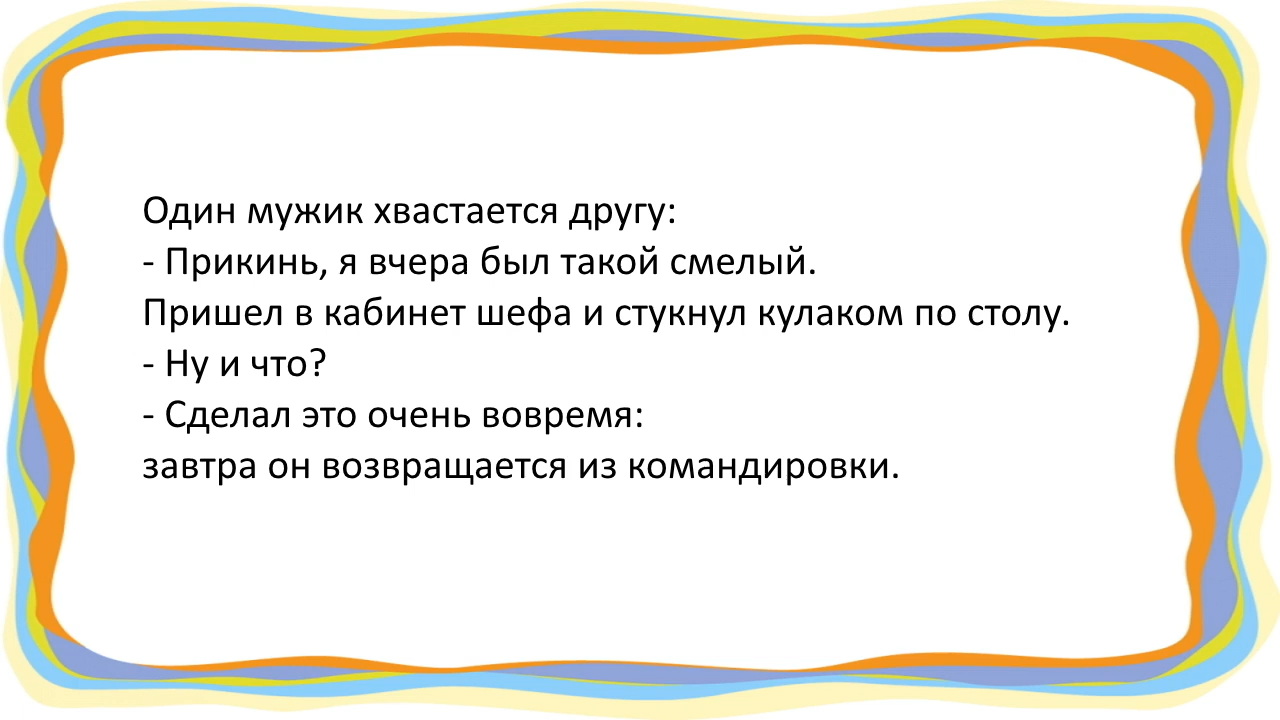 Один мужик хвастается другу:
- Прикинь, я вчера был такой смелый.
Пришел в кабинет шефа и стукнул кулаком по столу.
- Ну и что?
- Сделал это очень вовремя:
завтра он возвращается из командировки.